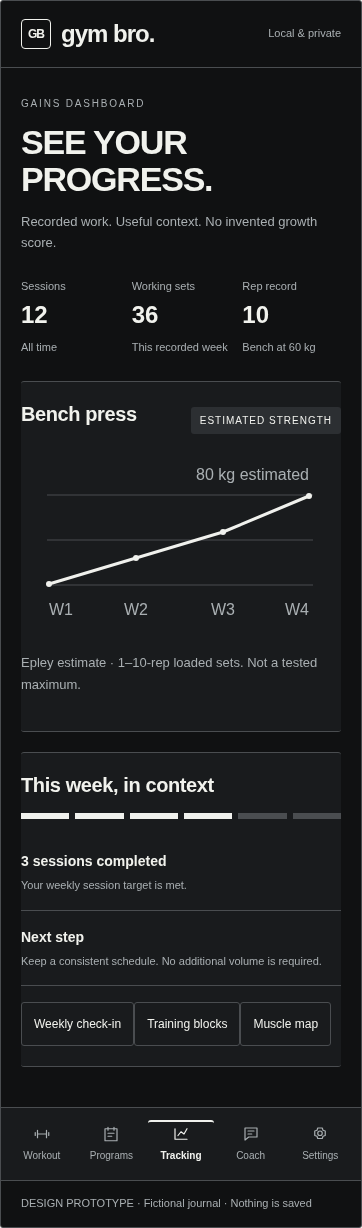 GB gym bro. Local & private
GAINS DASHBOARD
SEE YOUR
PROGRESS.
Recorded work. Useful context. No invented growth
score.
Sessions Working sets Rep record
12 36 10
All time This recorded week Bench at 60 kg
Bench press ESTIMATED STRENGTH
80 kg estimated
W1 W2 W3 W4
Epley estimate · 1–10-rep loaded sets. Not a tested
maximum.
This week, in context
3 sessions completed
Your weekly session target is met.
Next step
Keep a consistent schedule. No additional volume is required.
Weekly check-in Training blocks Muscle map
Workout Programs Tracking Coach Settings
DESIGN PROTOTYPE · Fictional journal · Nothing is saved